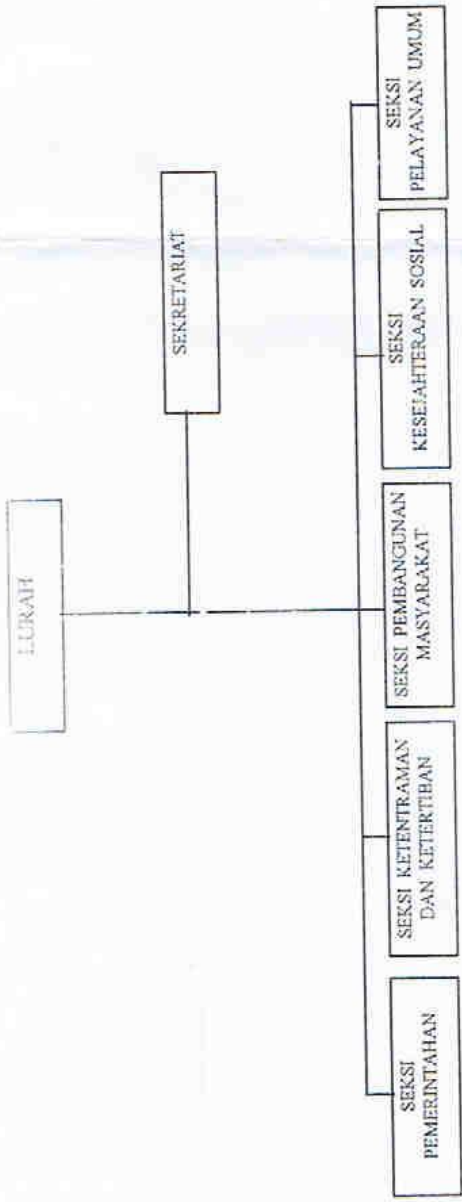 LURAH
SEKRETARIAT
SEKSI
PEMERINTAHAN
SEKSI KETENTRAMAN
DAN KETERTIBAN
SEKSI PEMBANGUNAN
MASYARAKAT
SEKSI
KESEJAHTERAAN SOSIAL
SEKSI
PELAYANAN UMUM